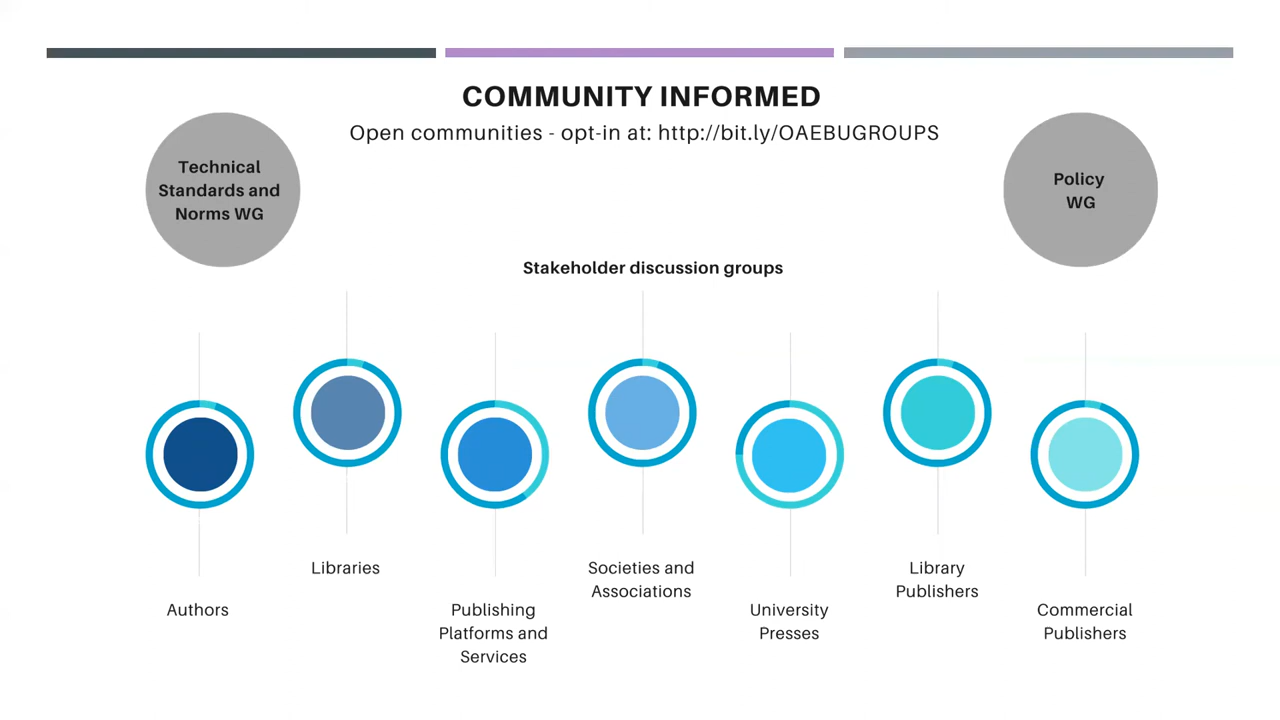 COMMUNITY INFORMED
Open communities - opt-in at: http://bit.ly/OAEBUGROUPS
Technical
Standards and
Norms WG
Policy
WG
Stakeholder discussion groups
Authors
Libraries
Publishing
Platforms and
Services
Societies and
Associations
University
Presses
Library
Publishers
Commercial
Publishers